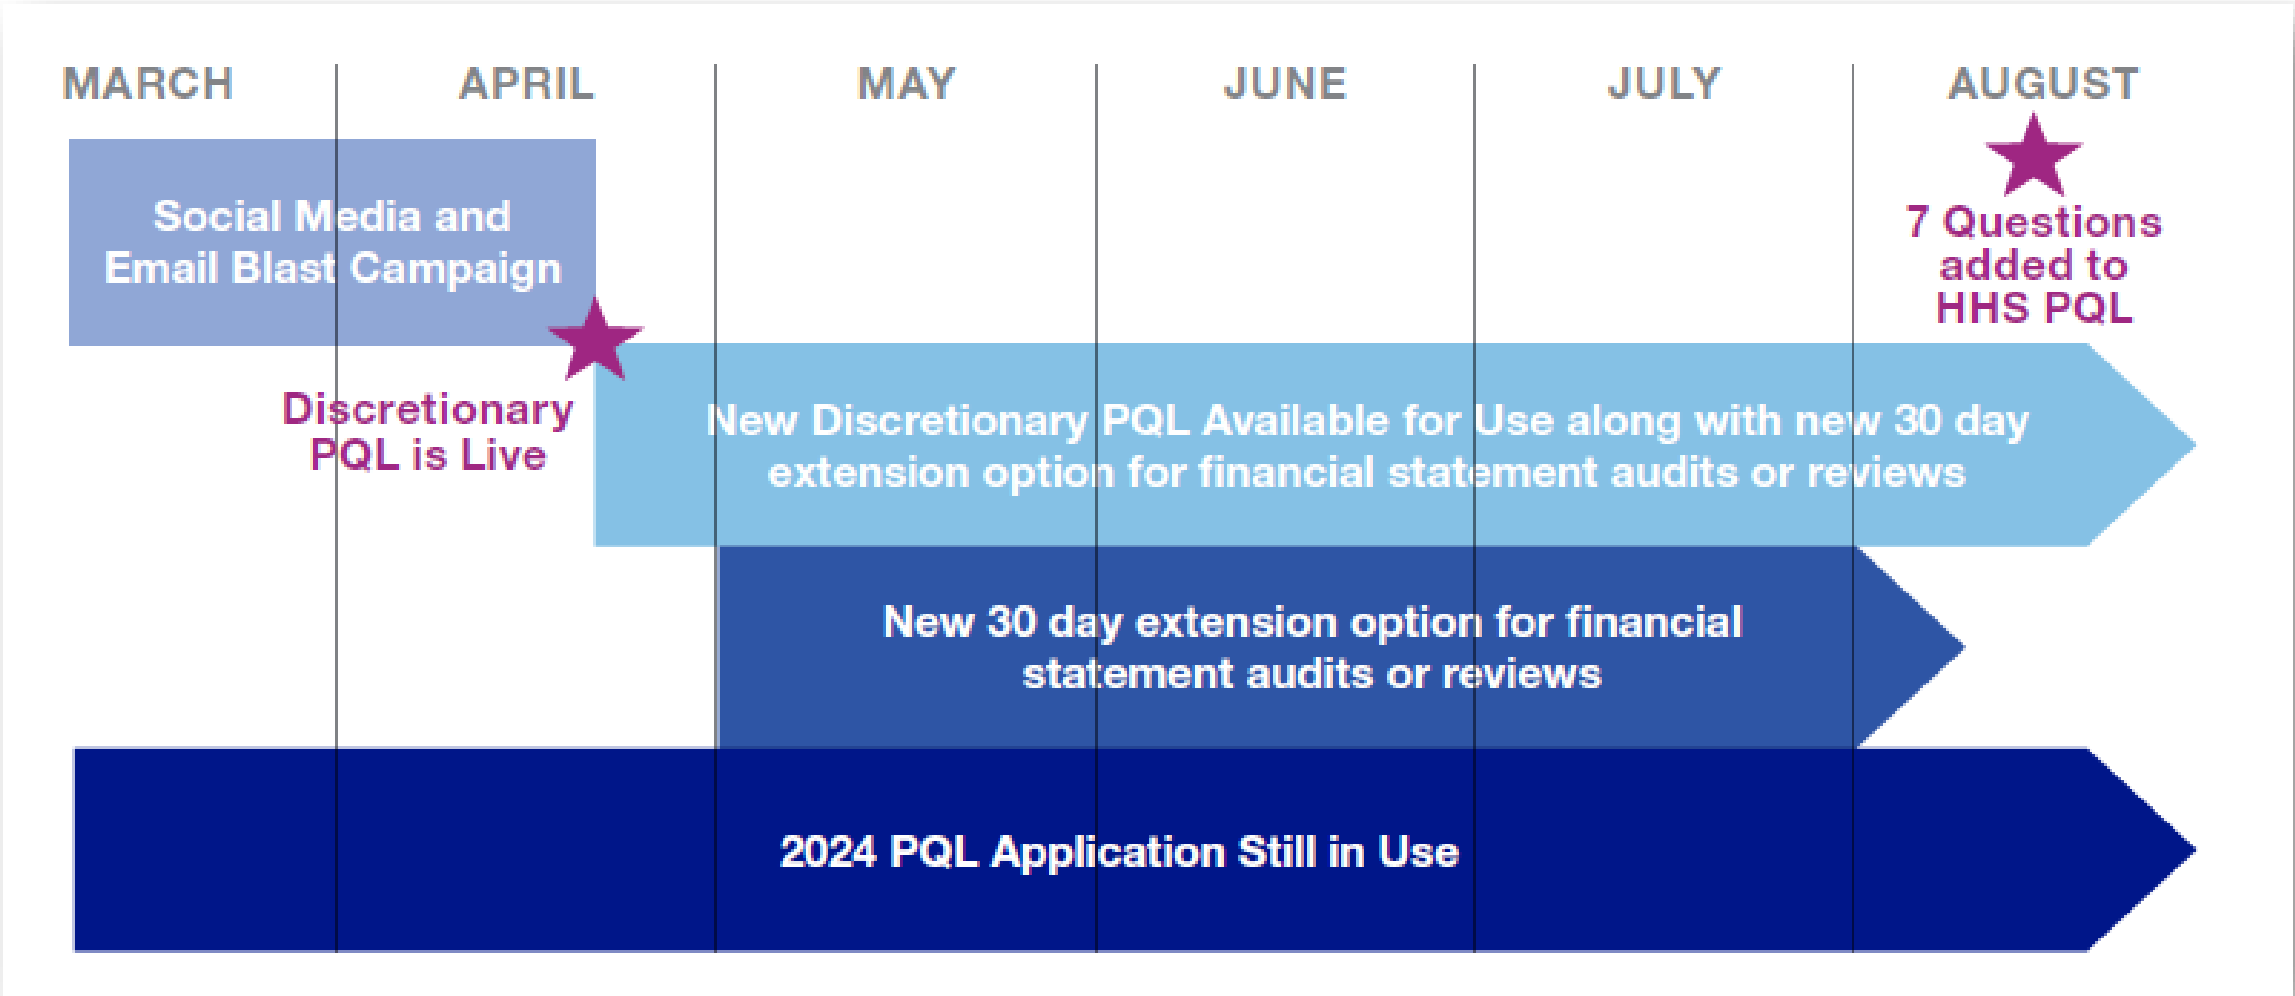 MARCH
APRIL
MAY
JUNE
JULY
AUGUST
Social Media and
Email Blast Campaign
7 Questions
added to
HHS PQL
Discretionary
PQL is Live
New Discretionary PQL Available for Use along with new 30 day
extension option for financial statement audits or reviews
New 30 day extension option for financial
statement audits or reviews
2024 PQL Application Still in Use